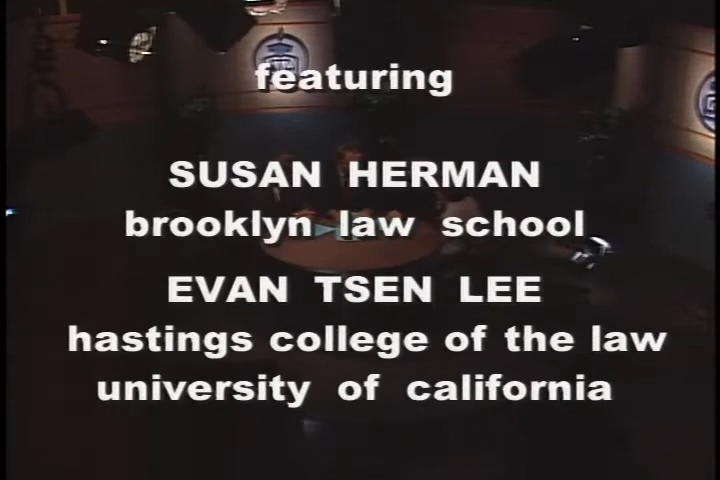 featuring
SUSAN HERMAN
brooklyn law school
EVAN TSEN LEE
hastings college of the law
university of california